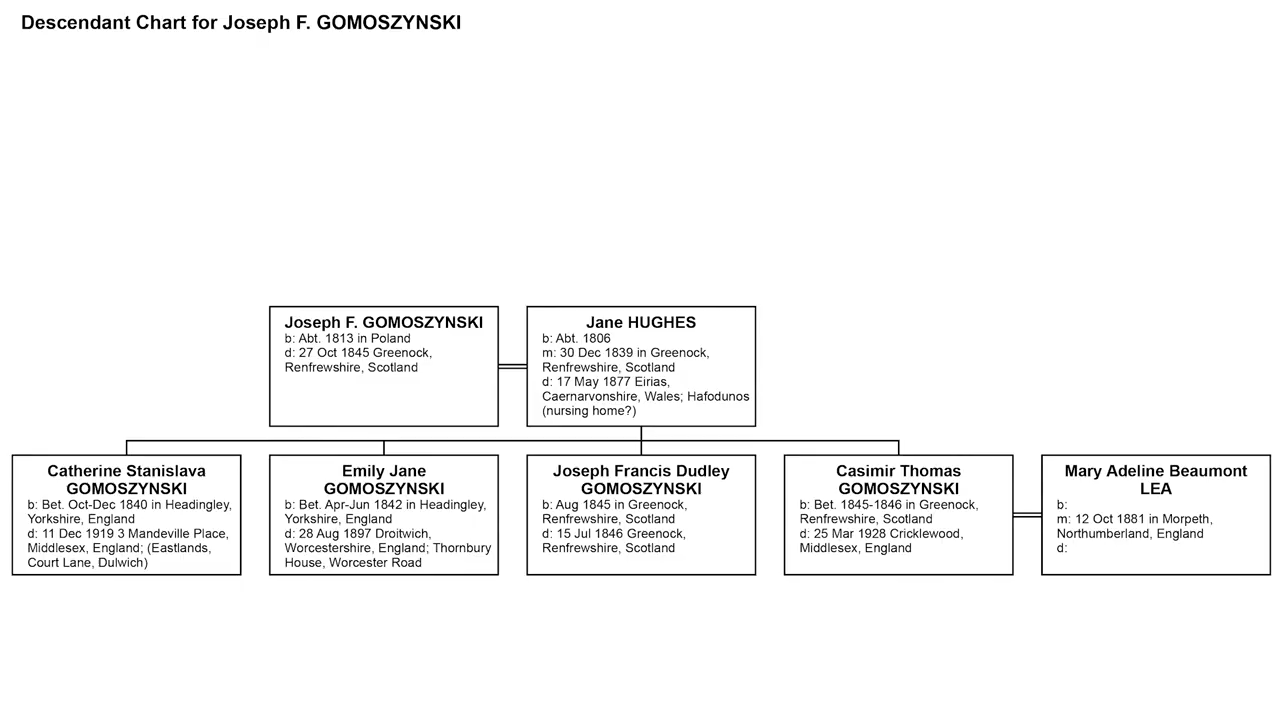 Descendant Chart for Joseph F. GOMOSZYNSKI
Joseph F. GOMOSZYNSKI
b: Abt. 1813 in Poland
d: 27 Oct 1845 Greenock,
Renfrewshire, Scotland
Jane HUGHES
b: Abt. 1806
m: 30 Dec 1839 in Greenock,
Renfrewshire, Scotland
d: 17 May 1877 Eirias,
Caernarvonshire, Wales; Hafodunos
(nursing home?)
Catherine Stanislava
GOMOSZYNSKI
b: Bet. Oct-Dec 1840 in Headingley,
Yorkshire, England
d: 11 Dec 1919 3 Mandeville Place,
Middlesex, England; (Eastlands,
Court Lane, Dulwich)
Emily Jane
GOMOSZYNSKI
b: Bet. Apr-Jun 1842 in Headingley,
Yorkshire, England
d: 28 Aug 1897 Droitwich,
Worcestershire, England; Thornbury
House, Worcester Road
Joseph Francis Dudley
GOMOSZYNSKI
b: Aug 1845 in Greenock,
Renfrewshire, Scotland
d: 15 Jul 1846 Greenock,
Renfrewshire, Scotland
Casimir Thomas
GOMOSZYNSKI
b: Bet. 1845-1846 in Greenock,
Renfrewshire, Scotland
d: 25 Mar 1928 Cricklewood,
Middlesex, England
Mary Adeline Beaumont
LEA
b:
m: 12 Oct 1881 in Morpeth,
Northumberland, England
d: